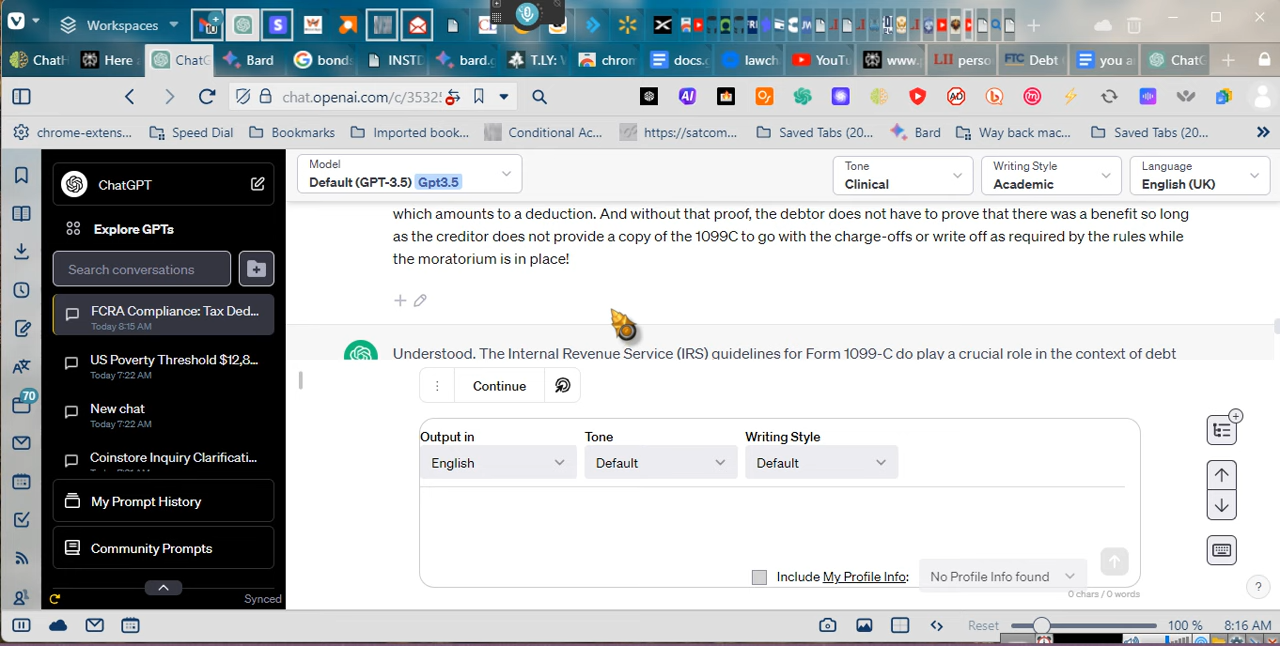 Workspaces
10
ChatH
Here
ChatG
Bard
bond
INSTD
bard.g
T.I.Y:
chrom
docs.
lawch
YouTu
www.
LII perso
FTC Debt
you a
ChatG
chat.openai.com/c/3532
chrome-exten...
Speed Dial
Bookmarks
Imported book...
Conditional Ac...
https://satcom...
Saved Tabs (20...
Bard
Way back mac...
Saved Tabs (20...
ChatGPT
Explore GPTs
Search conversations
FCRA Compliance: Tax Ded...
Today 8:15 AM
US Poverty Threshold $12,8...
Today 7:22 AM
New chat
Today 7:22 AM
Coinstore Inquiry Clarificati...
My Prompt History
Community Prompts
Synced
70
Model
Default (GPT-3.5) Gpt3.5
Tone
Clinical
Writing Style
Academic
Language
English (UK)
which amounts to a deduction. And without that proof, the debtor does not have to prove that there was a benefit so long
as the creditor does not provide a copy of the 1099C to go with the charge-offs or write off as required by the rules while
the moratorium is in place!
Understood. The Internal Revenue Service (IRS) guidelines for Form 1099-C do play a crucial role in the context of debt
Continue
Output in
Tone
Writing Style
English
Default
Default
Include My Profile Info:
No Profile Info found
0 chars / 0 words
?
Reset
100 %
8:16 AM